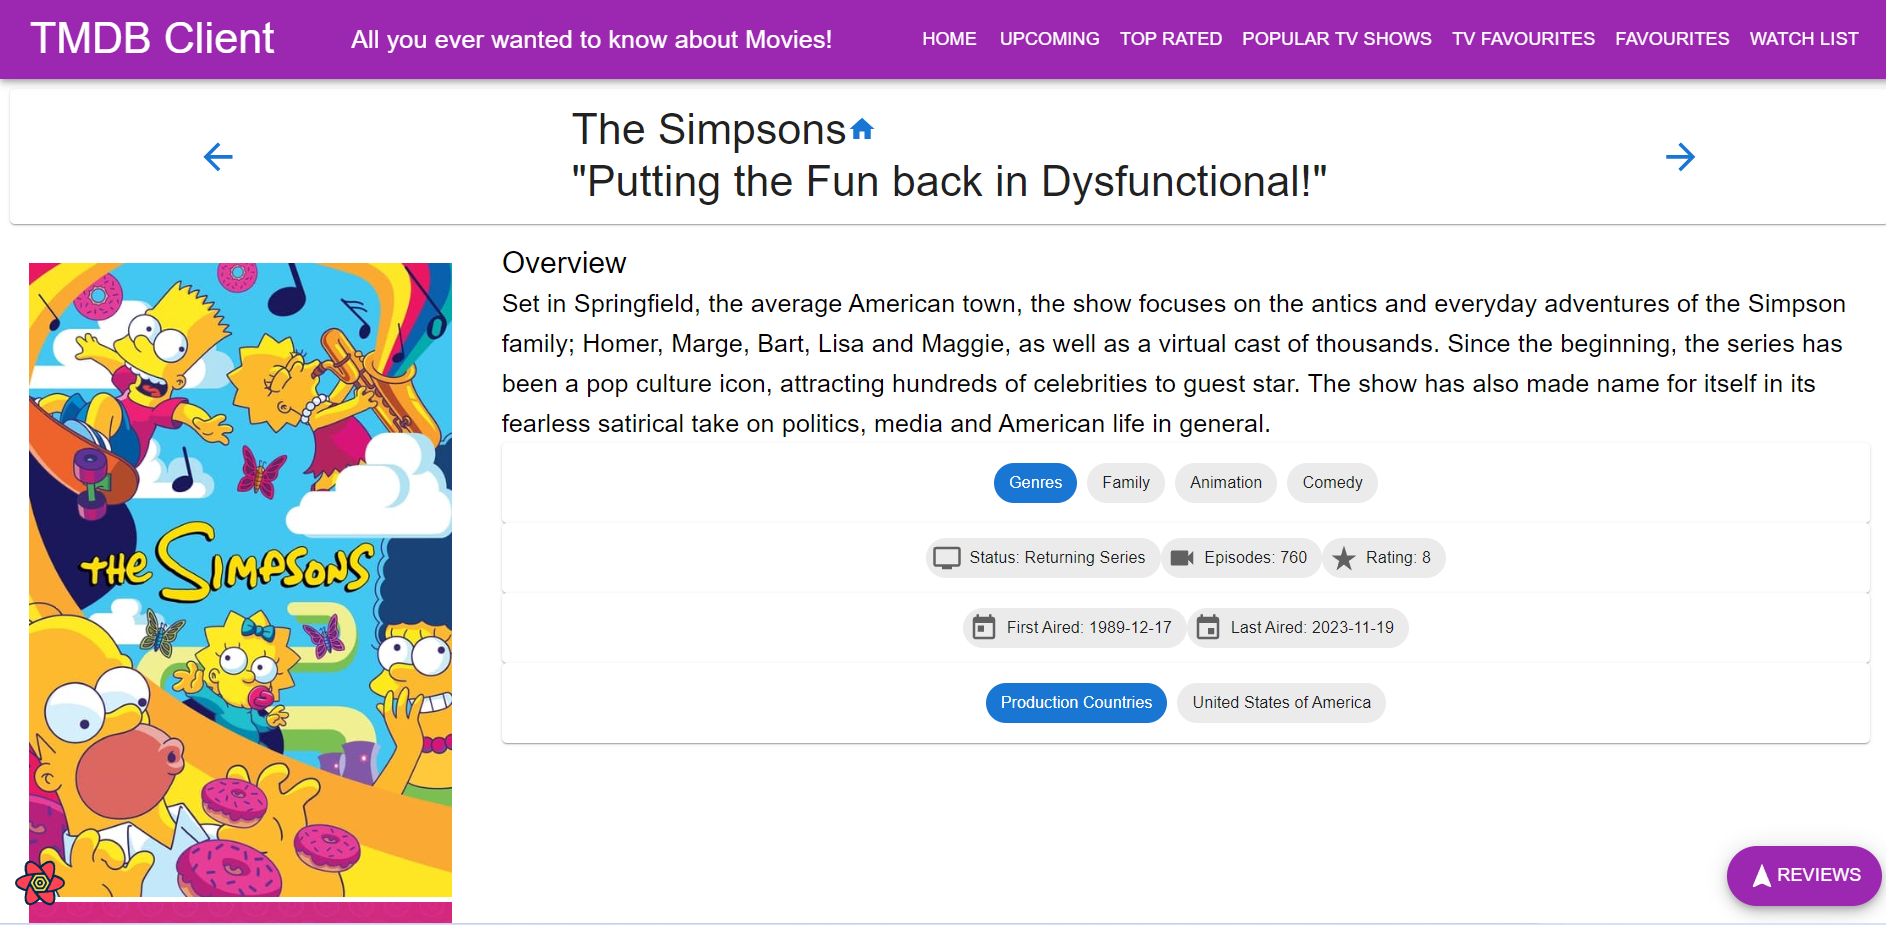 TMDB Client
All you ever wanted to know about Movies!
HOME UPCOMING TOP RATED POPULAR TV SHOWS TV FAVOURITES FAVOURITES WATCH LIST
The Simpsons
"Putting the Fun back in Dysfunctional!"
THE SIMPSONS
Overview
Set in Springfield, the average American town, the show focuses on the antics and everyday adventures of the Simpson
family; Homer, Marge, Bart, Lisa and Maggie, as well as a virtual cast of thousands. Since the beginning, the series has
been a pop culture icon, attracting hundreds of celebrities to guest star. The show has also made name for itself in its
fearless satirical take on politics, media and American life in general.
Genres Family Animation Comedy
Status: Returning Series Episodes: 760 Rating: 8
First Aired: 1989-12-17 Last Aired: 2023-11-19
Production Countries United States of America
REVIEWS